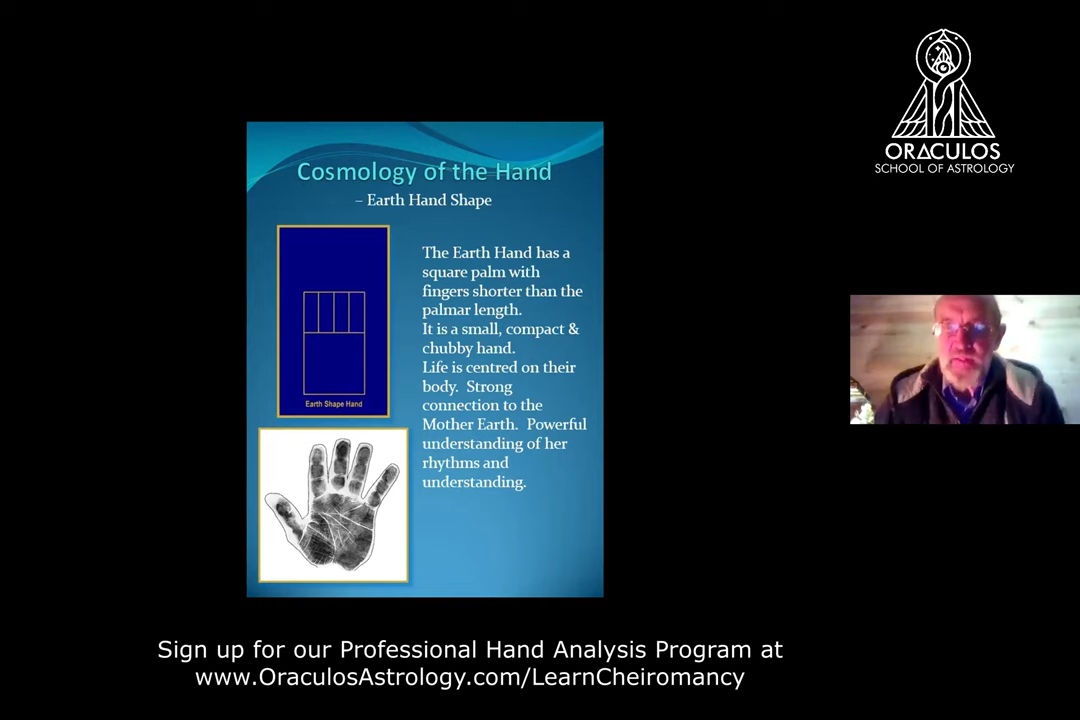 Cosmology of the Hand
– Earth Hand Shape
The Earth Hand has a
square palm with
fingers shorter than the
palmar length.
It is a small, compact &
chubby hand.
Life is centred on their
body.  Strong
connection to the
Mother Earth.  Powerful
understanding of her
rhythms and
understanding.
Earth Shape Hand
ORACULOS
SCHOOL OF ASTROLOGY
Sign up for our Professional Hand Analysis Program at
www.OraculosAstrology.com/LearnCheiromancy